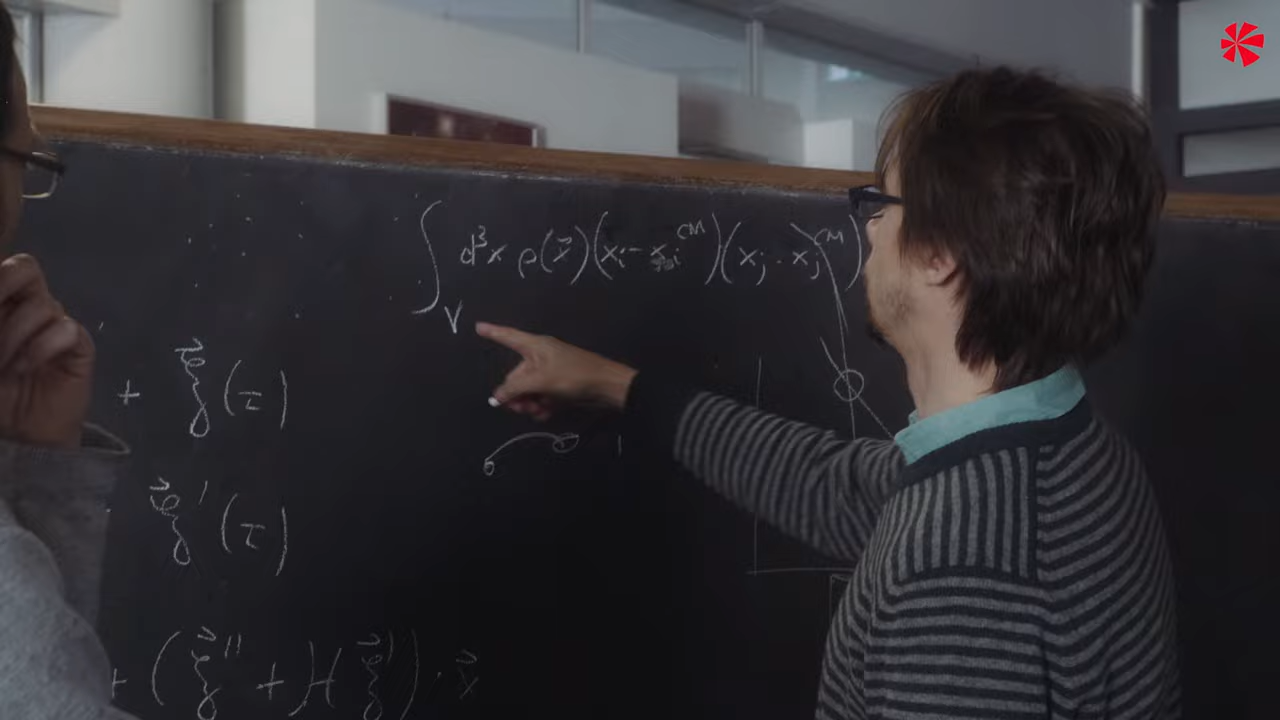 ∫_V d³x ρ(x⃗)(x_i - x_i^CM)(x_j - x_j^CM)
+ ξ⃗(τ)
ξ⃗'(τ)
+ (ξ⃗'' + ℋ ξ⃗')·x⃗